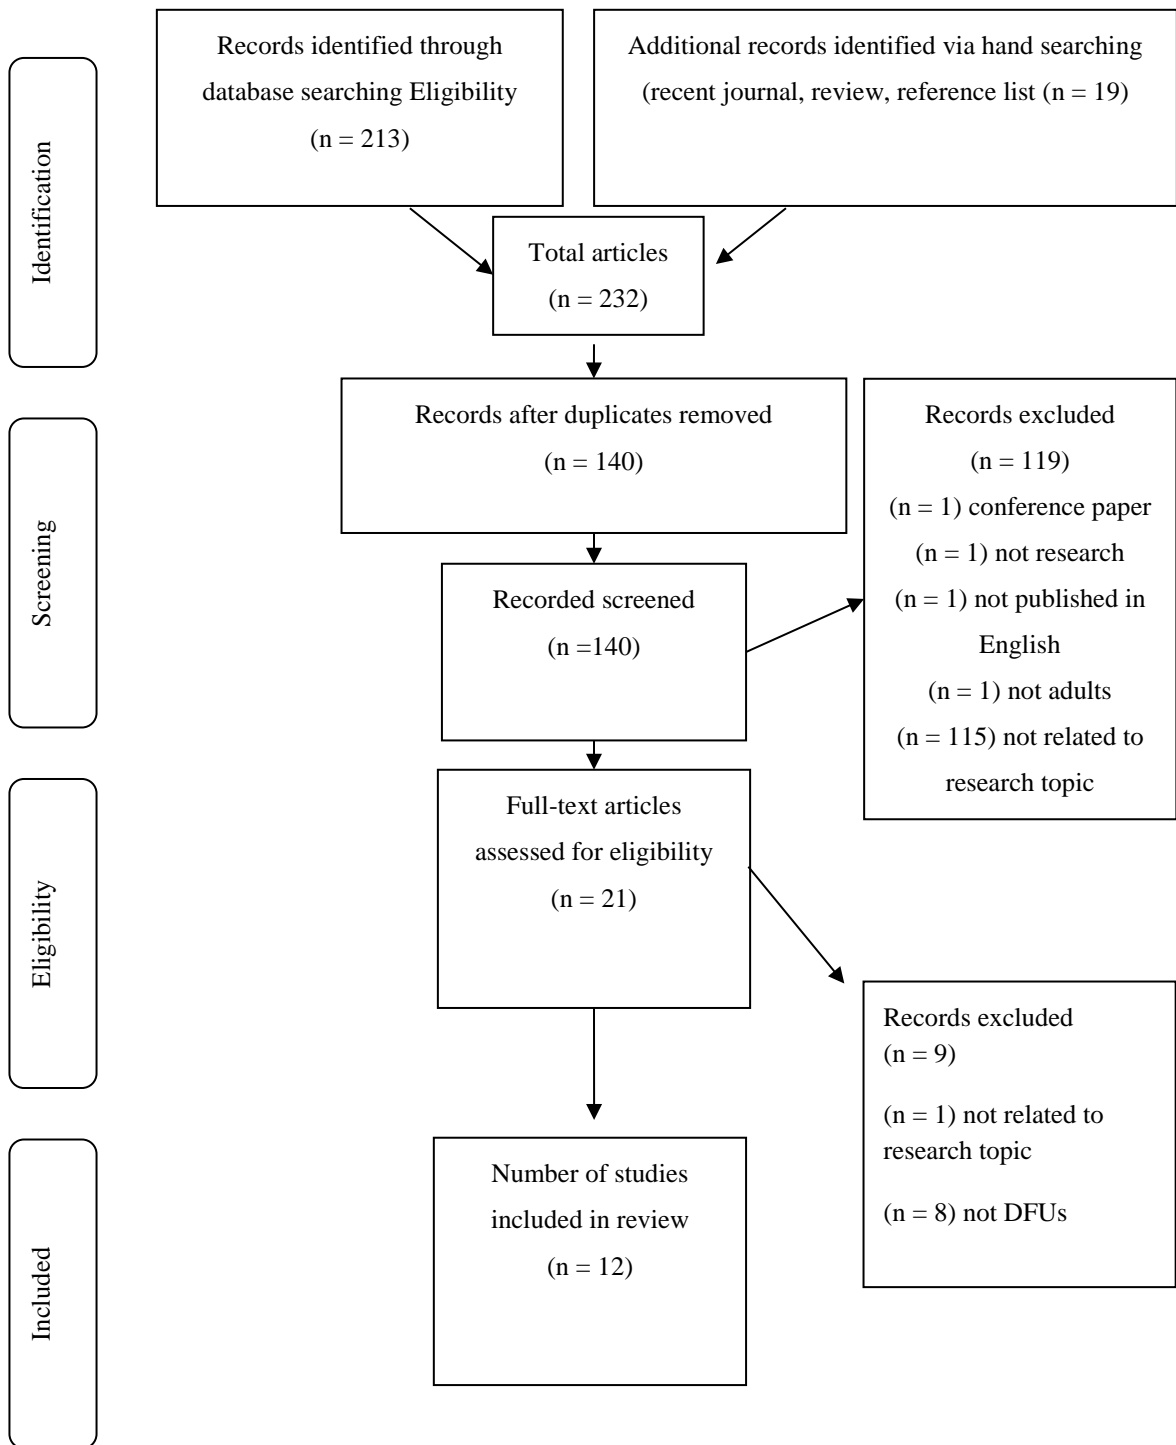 Identification
Records identified through
database searching Eligibility
(n = 213)
Additional records identified via hand searching
(recent journal, review, reference list (n = 19)
Total articles
(n = 232)
Screening
Records after duplicates removed
(n = 140)
Recorded screened
(n =140)
Records excluded
(n = 119)
(n = 1) conference paper
(n = 1) not research
(n = 1) not published in
English
(n = 1) not adults
(n = 115) not related to
research topic
Eligibility
Full-text articles
assessed for eligibility
(n = 21)
Records excluded
(n = 9)
(n = 1) not related to
research topic
(n = 8) not DFUs
Included
Number of studies
included in review
(n = 12)